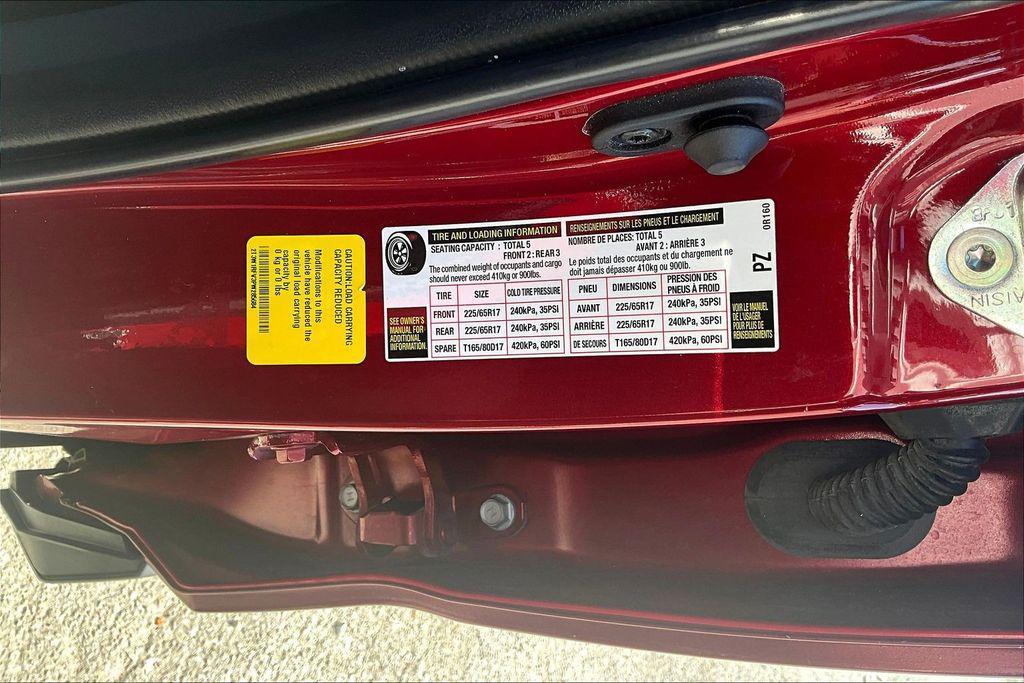 CAUTION:LOAD CARRYING
CAPACITY REDUCED
Modifications to this
vehicle have reduced the
original load carrying
capacity by
0 kg or 0 lbs
TIRE AND LOADING INFORMATION
SEATING CAPACITY : TOTAL 5
FRONT 2 : REAR 3
The combined weight of occupants and cargo
should never exceed 410kg or 900lbs.
TIRE SIZE COLD TIRE PRESSURE
FRONT 225/65R17 240kPa, 35PSI
REAR 225/65R17 240kPa, 35PSI
SPARE T165/80D17 420kPa, 60PSI
SEE OWNER'S
MANUAL FOR
ADDITIONAL
INFORMATION
RENSEIGNEMENTS SUR LES PNEUS ET LE CHARGEMENT
NOMBRE DE PLACES: TOTAL 5
AVANT 2 : ARRIÈRE 3
Le poids total des occupants et du chargement ne
doit jamais dépasser 410kg ou 900lb.
PNEU DIMENSIONS PRESSION DES
PNEUS À FROID
AVANT 225/65R17 240kPa, 35PSI
ARRIÈRE 225/65R17 240kPa, 35PSI
DE SECOURS T165/80D17 420kPa, 60PSI
VOIR LE MANUEL
DE L'USAGER
POUR PLUS DE
RENSEIGNEMENTS
PZ
0R160
AISIN